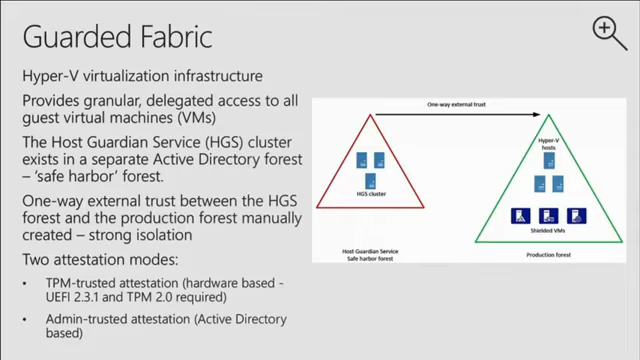 Guarded Fabric
Hyper-V virtualization infrastructure
Provides granular, delegated access to all
guest virtual machines (VMs)
The Host Guardian Service (HGS) cluster
exists in a separate Active Directory forest
– ‘safe harbor’ forest.
One-way external trust between the HGS
forest and the production forest manually
created – strong isolation
Two attestation modes:
• TPM-trusted attestation (hardware based -
UEFI 2.3.1 and TPM 2.0 required)
• Admin-trusted attestation (Active Directory
based)
One-way external trust
HGS cluster
Host Guardian Service
Safe harbor forest
Hyper-V
hosts
Shielded VMs
Production forest